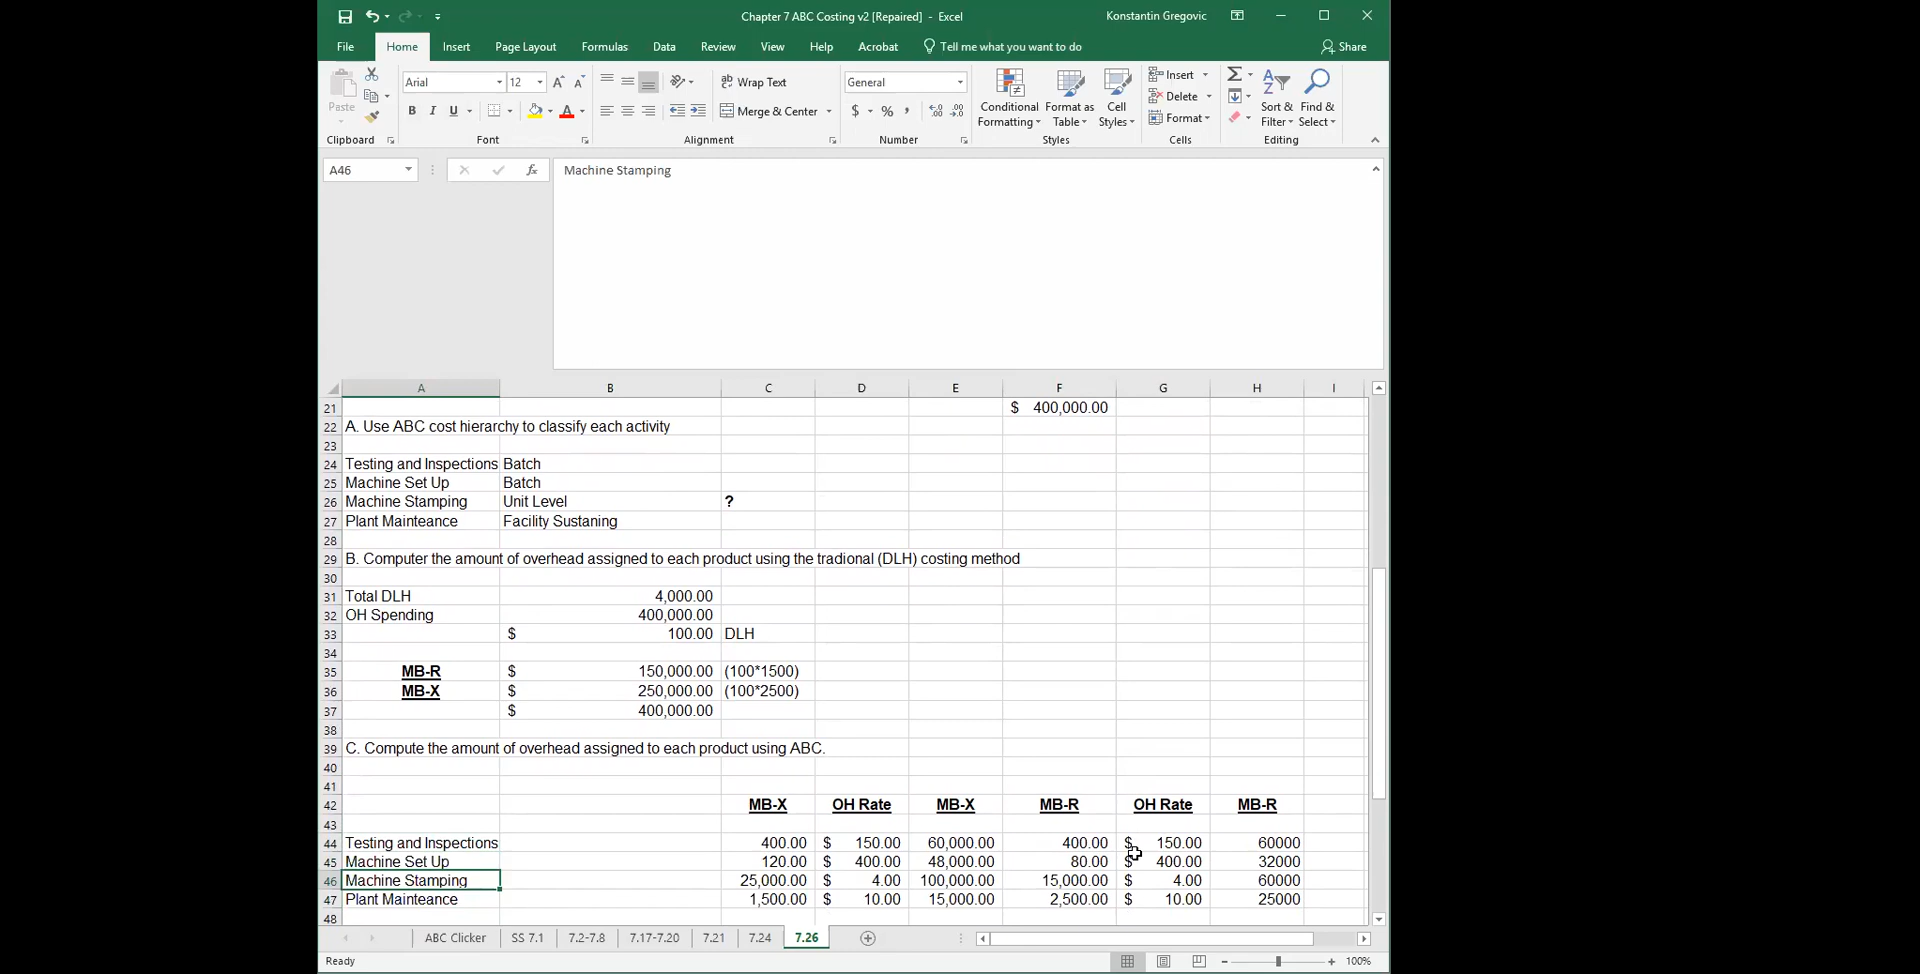 Chapter 7 ABC Costing v2 [Repaired] - Excel
Konstantin Gregovic
File Home Insert Page Layout Formulas Data Review View Help Acrobat Tell me what you want to do Share
Paste
Arial 12
Wrap Text
Merge & Center
General
$ %
Conditional Formatting
Format as Table
Cell Styles
Insert
Delete
Format
Sort & Filter
Find & Select
Clipboard Font Alignment Number Styles Cells Editing
A46 fx Machine Stamping
A B C D E F G H I
21 $ 400,000.00
22 A. Use ABC cost hierarchy to classify each activity
23
24 Testing and Inspections Batch
25 Machine Set Up Batch
26 Machine Stamping Unit Level ?
27 Plant Mainteance Facility Sustaning
28
29 B. Computer the amount of overhead assigned to each product using the tradional (DLH) costing method
30
31 Total DLH 4,000.00
32 OH Spending 400,000.00
33 $ 100.00 DLH
34
35 MB-R $ 150,000.00 (100*1500)
36 MB-X $ 250,000.00 (100*2500)
37 $ 400,000.00
38
39 C. Compute the amount of overhead assigned to each product using ABC.
40
41
42 MB-X OH Rate MB-X MB-R OH Rate MB-R
43
44 Testing and Inspections 400.00 $ 150.00 60,000.00 400.00 $ 150.00 60000
45 Machine Set Up 120.00 $ 400.00 48,000.00 80.00 $ 400.00 32000
46 Machine Stamping 25,000.00 $ 4.00 100,000.00 15,000.00 $ 4.00 60000
47 Plant Mainteance 1,500.00 $ 10.00 15,000.00 2,500.00 $ 10.00 25000
48
ABC Clicker SS 7.1 7.2-7.8 7.17-7.20 7.21 7.24 7.26
Ready 100%